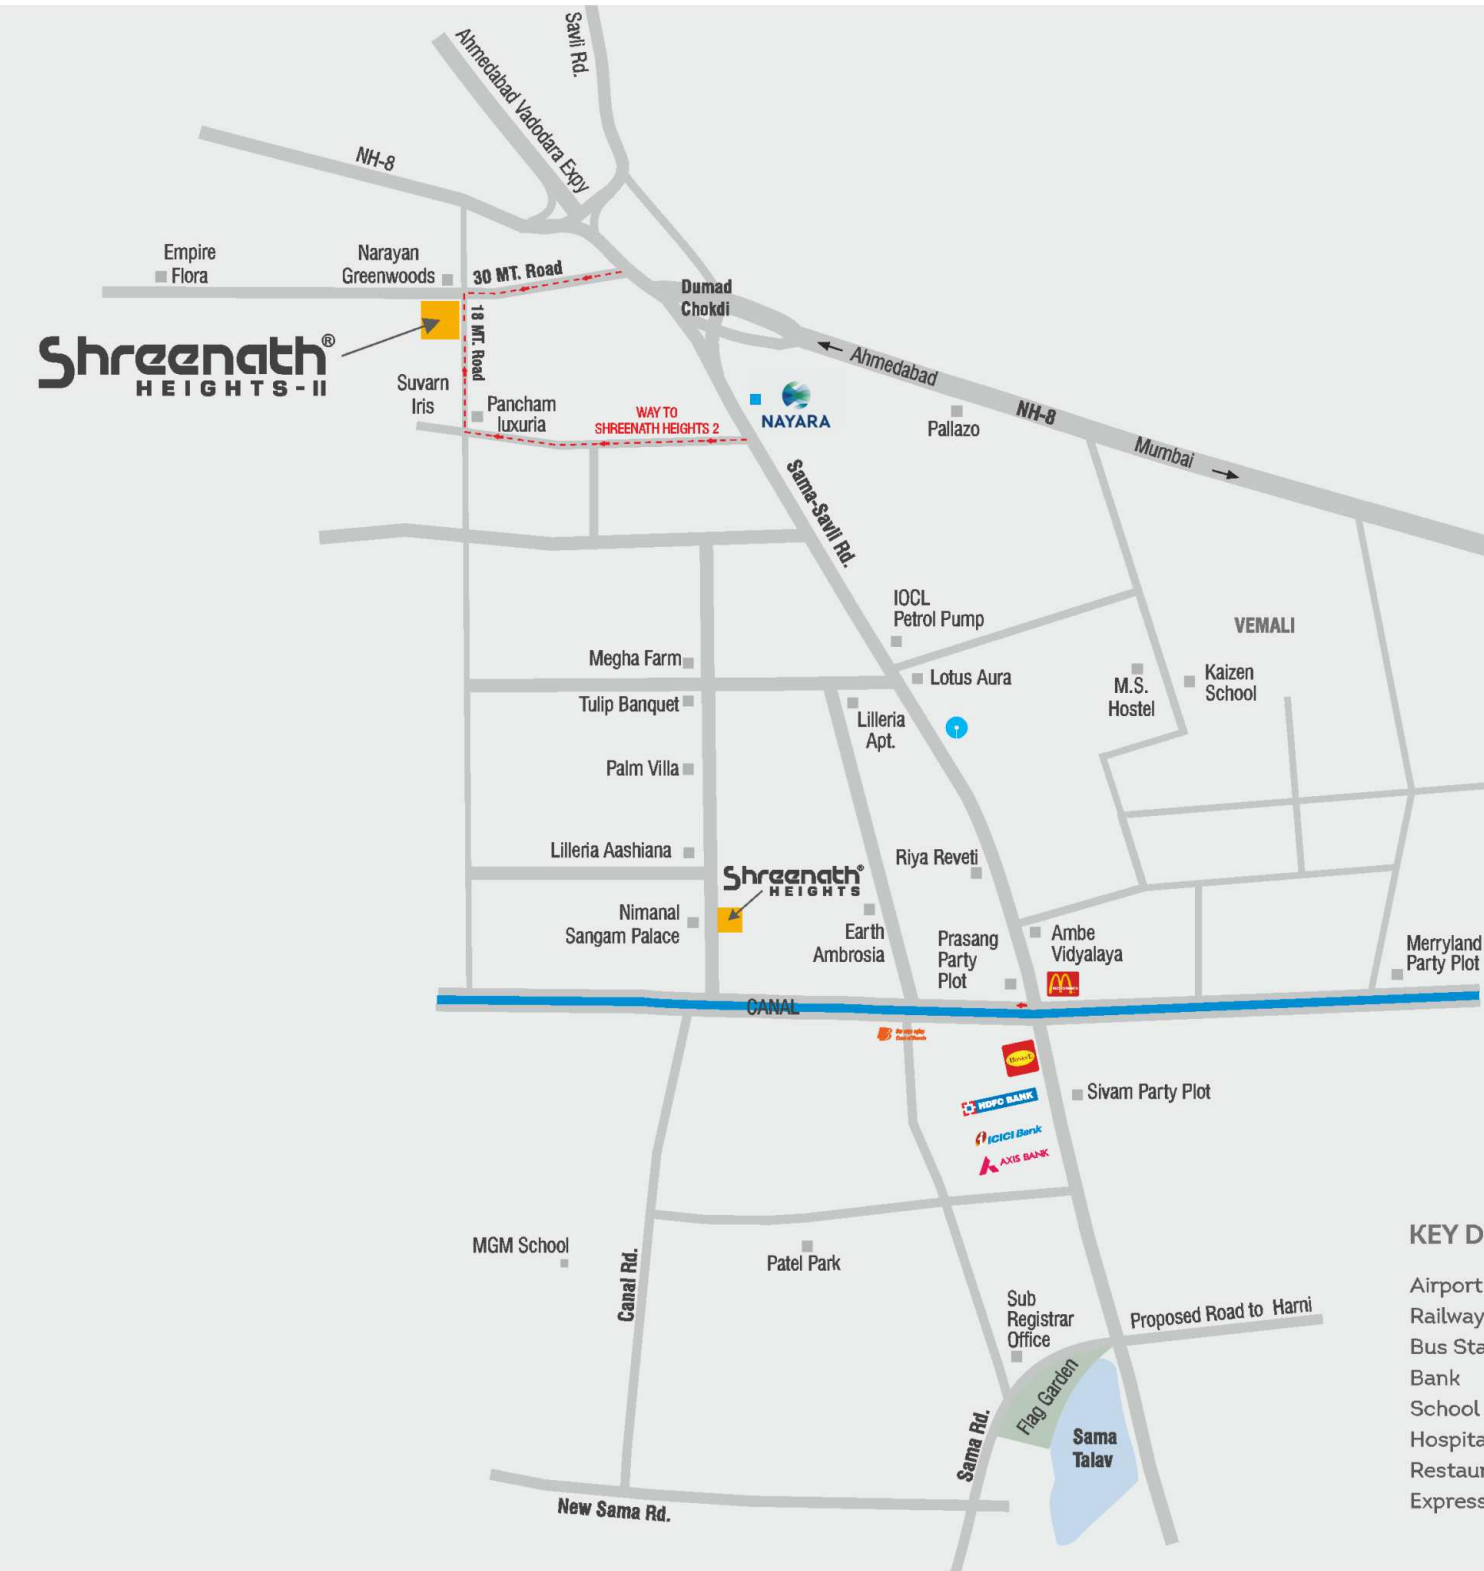 Savli Rd.
Ahmedabad Vadodara Expy
NH-8
Empire
Flora
Narayan
Greenwoods
30 MT. Road
Dumad
Chokdi
Shreenath®
HEIGHTS-II
18 MT. Road
Ahmedabad
Suvarn
Iris
Pancham
luxuria
WAY TO
SHREENATH HEIGHTS 2
NAYARA
Pallazo
NH-8
Mumbai
Sama-Savli Rd.
IOCL
Petrol Pump
VEMALI
Megha Farm
Lotus Aura
M.S.
Hostel
Kaizen
School
Tulip Banquet
Lilleria
Apt.
Palm Villa
Lilleria Aashiana
Riya Reveti
Shreenath®
HEIGHTS
Nimanal
Sangam Palace
Earth
Ambrosia
Prasang
Party
Plot
Ambe
Vidyalaya
Merryland
Party Plot
CANAL
HDFC BANK
ICICI Bank
AXIS BANK
Sivam Party Plot
MGM School
Canal Rd.
Patel Park
Sub
Registrar
Office
Proposed Road to Harni
Flag Garden
Sama Rd.
Sama
Talav
New Sama Rd.
KEY D
Airport
Railway
Bus Sta
Bank
School
Hospita
Restaur
Express